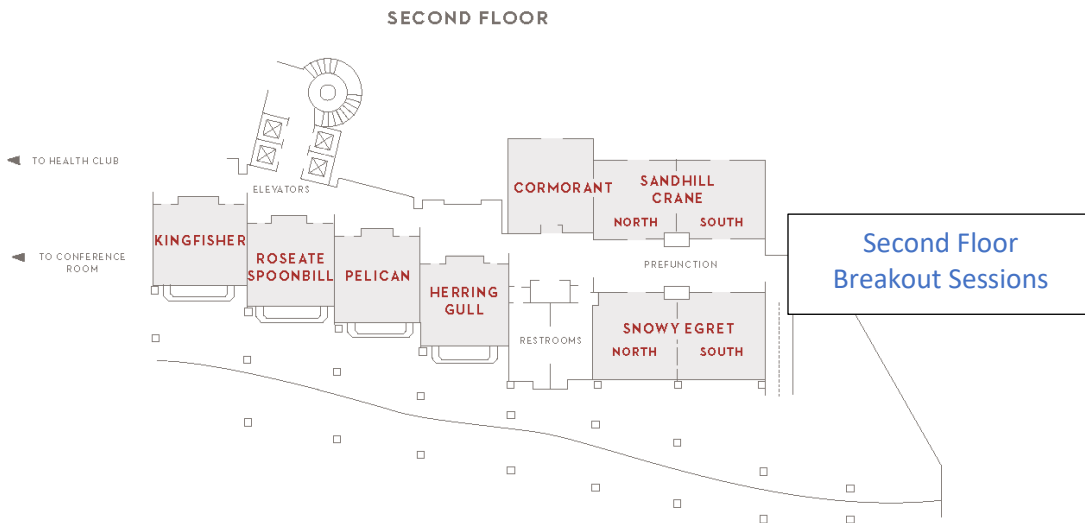 SECOND FLOOR
TO HEALTH CLUB
ELEVATORS
TO CONFERENCE
ROOM
KINGFISHER
ROSEATE
SPOONBILL
PELICAN
HERRING
GULL
CORMORANT
SANDHILL
CRANE
NORTH SOUTH
PREFUNCTION
RESTROOMS
SNOWY EGRET
NORTH SOUTH
Second Floor
Breakout Sessions